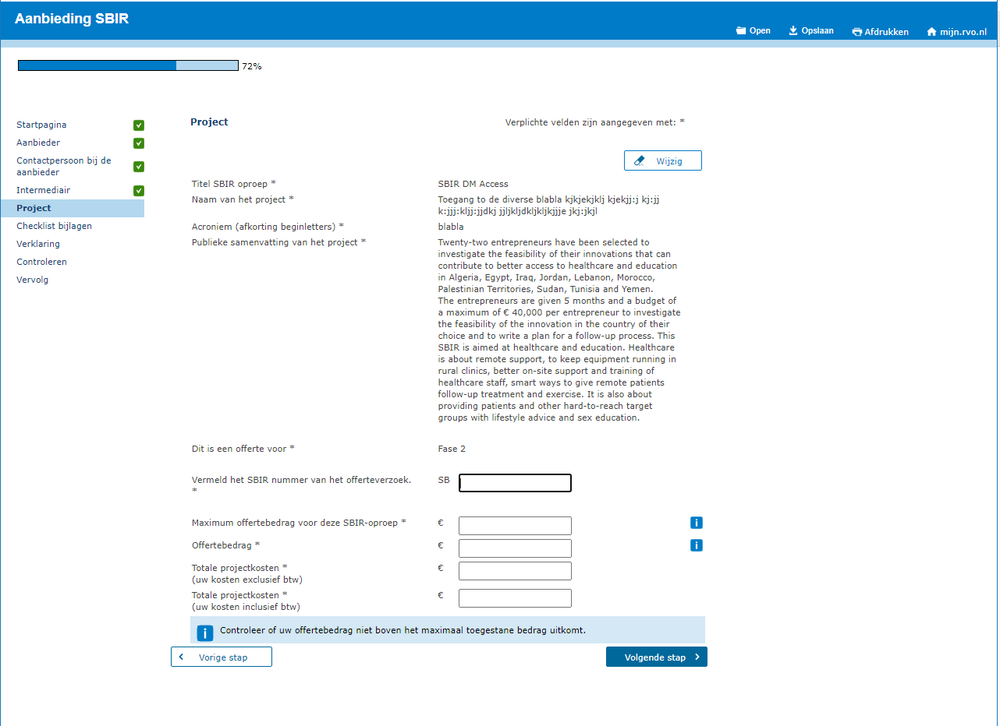 Aanbieding SBIR
Open
Opslaan
Afdrukken
mijn.rvo.nl
72%
Startpagina
Aanbieder
Contactpersoon bij de
aanbieder
Intermediair
Project
Checklist bijlagen
Verklaring
Controleren
Vervolg
Project
Verplichte velden zijn aangegeven met: *
Wijzig
Titel SBIR oproep *
SBIR DM Access
Naam van het project *
Toegang to de diverse blabla kjkjekjklj kjekjj:j kj:jj
k:jjj:kljj:jjdkj jjljkljdkljkljkjjje jkj:jkjl
Acroniem (afkorting beginletters) *
blabla
Publieke samenvatting van het project *
Twenty-two entrepreneurs have been selected to
investigate the feasibility of their innovations that can
contribute to better access to healthcare and education
in Algeria, Egypt, Iraq, Jordan, Lebanon, Morocco,
Palestinian Territories, Sudan, Tunisia and Yemen.
The entrepreneurs are given 5 months and a budget of
a maximum of € 40,000 per entrepreneur to investigate
the feasibility of the innovation in the country of their
choice and to write a plan for a follow-up process. This
SBIR is aimed at healthcare and education. Healthcare
is about remote support, to keep equipment running in
rural clinics, better on-site support and training of
healthcare staff, smart ways to give remote patients
follow-up treatment and exercise. It is also about
providing patients and other hard-to-reach target
groups with lifestyle advice and sex education.
Dit is een offerte voor *
Fase 2
Vermeld het SBIR nummer van het offerteverzoek.
*
SB
Maximum offertebedrag voor deze SBIR-oproep *
€
Offertebedrag *
€
Totale projectkosten *
(uw kosten exclusief btw)
€
Totale projectkosten *
(uw kosten inclusief btw)
€
Controleer of uw offertebedrag niet boven het maximaal toegestane bedrag uitkomt.
Vorige stap
Volgende stap